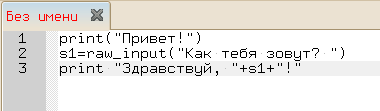 Без имени
1 print("Привет!")
2 s1=raw_input("Как тебя зовут? ")
3 print "Здравствуй, "+s1+"!"